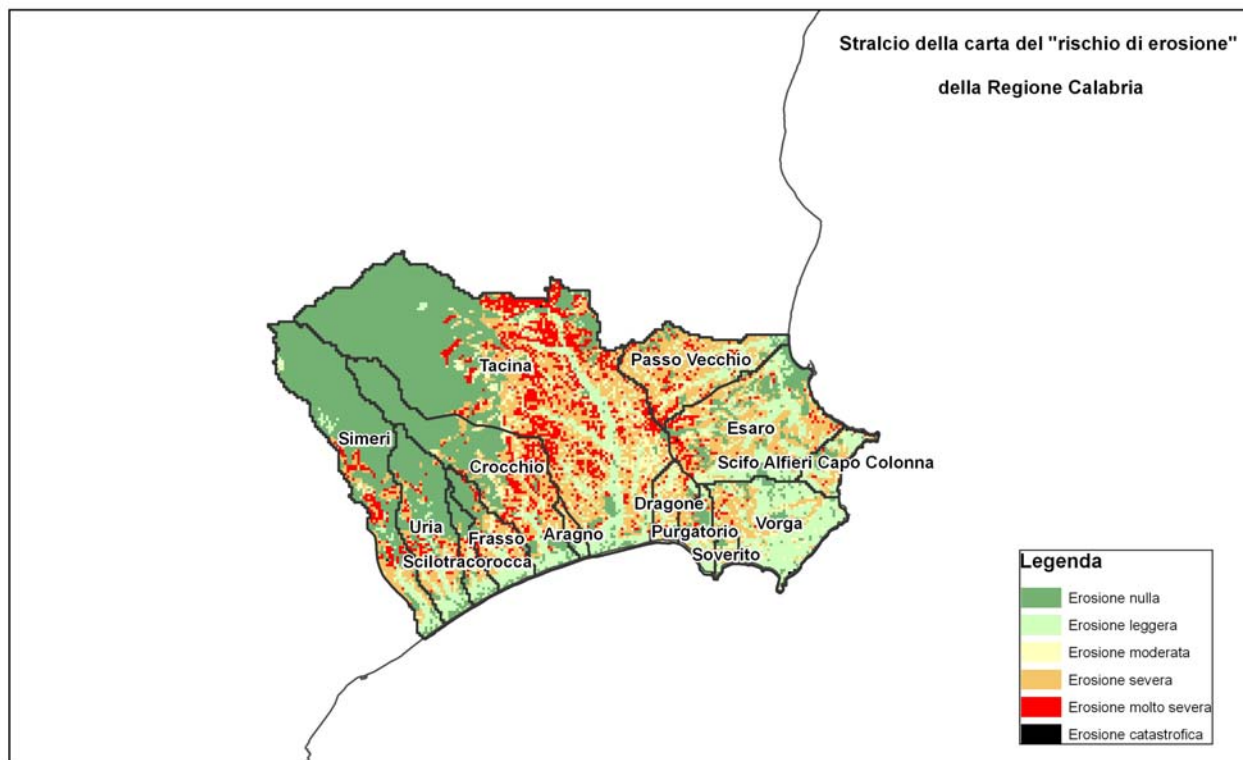 Stralcio della carta del "rischio di erosione"
della Regione Calabria
Tacina
Passo Vecchio
Simeri
Esaro
Crocchio
Scifo Alfieri Capo Colonna
Dragone
Uria
Aragno
Purgatorio
Vorga
Frasso
Soverito
Scilotracorocca
Legenda
Erosione nulla
Erosione leggera
Erosione moderata
Erosione severa
Erosione molto severa
Erosione catastrofica